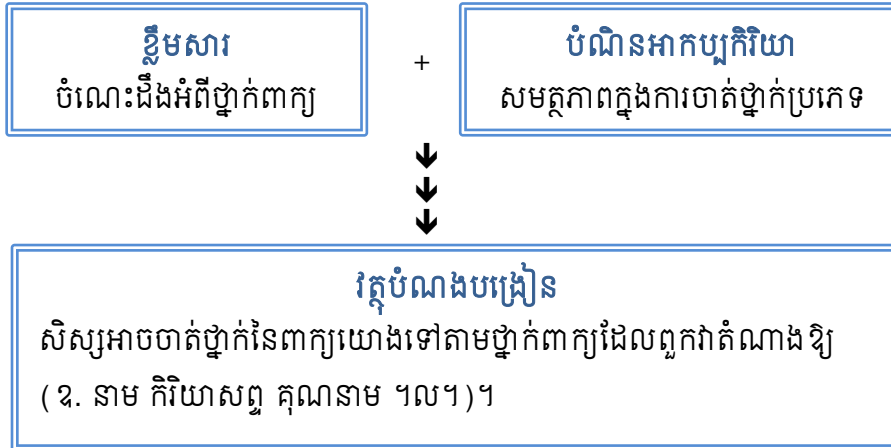 ខ្លឹមសារ
ចំណេះដឹងអំពីថ្នាក់ពាក្យ
+
បំណិនអាកប្បកិរិយា
សមត្ថភាពក្នុងការចាត់ថ្នាក់ប្រភេទ
វត្ថុបំណងបង្រៀន
សិស្សអាចចាត់ថ្នាក់នៃពាក្យយោងទៅតាមថ្នាក់ពាក្យដែលពួកវាតំណាងឱ្យ
(ឧ. នាម កិរិយាសព្ទ គុណនាម ។ល។)។